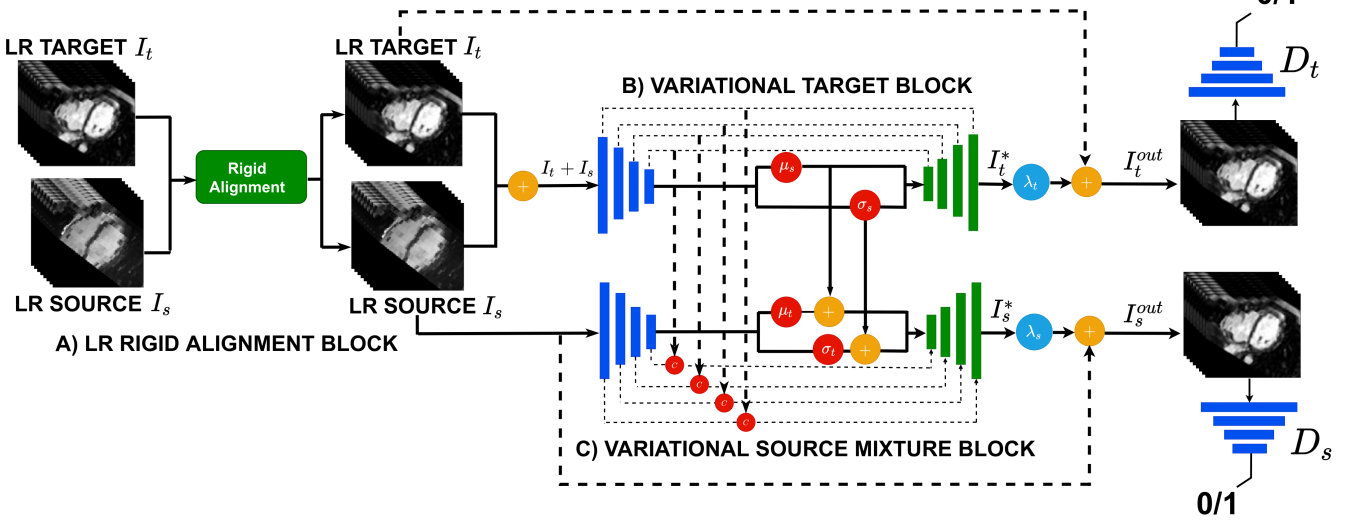 LR TARGET I_t
LR TARGET I_t
B) VARIATIONAL TARGET BLOCK
D_t
Rigid
Alignment
+
I_t + I_s
μ_s
σ_s
I_t^*
λ_t
+
I_t^{out}
LR SOURCE I_s
LR SOURCE I_s
A) LR RIGID ALIGNMENT BLOCK
μ_t
+
σ_t
+
I_s^*
λ_s
+
I_s^{out}
c
c
c
c
C) VARIATIONAL SOURCE MIXTURE BLOCK
D_s
0/1